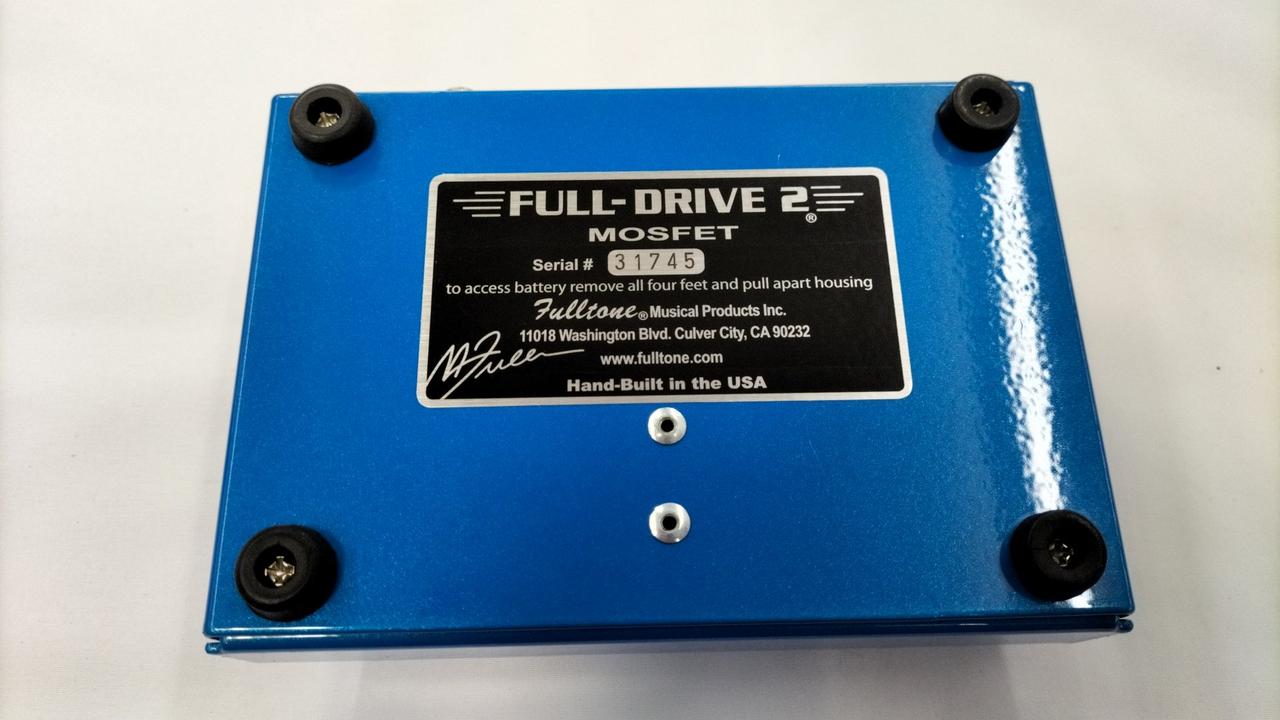 FULL-DRIVE 2®
MOSFET
Serial # 31745
to access battery remove all four feet and pull apart housing
Fulltone® Musical Products Inc.
11018 Washington Blvd. Culver City, CA 90232
M Fuller
www.fulltone.com
Hand-Built in the USA